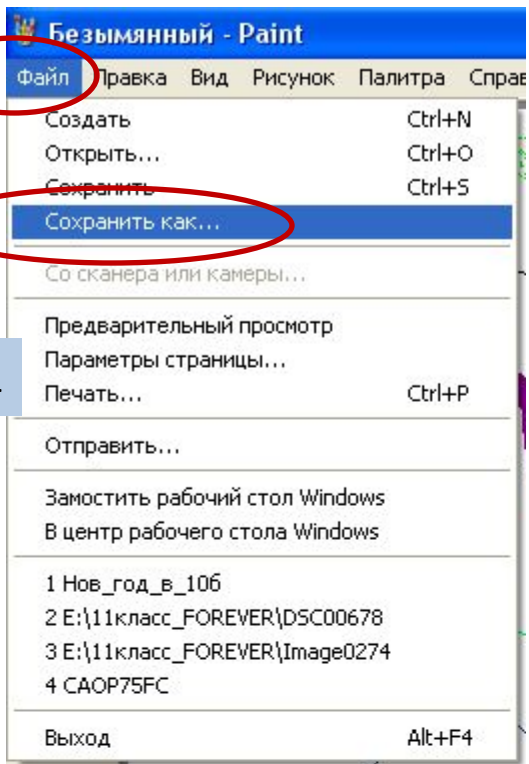 Безымянный - Paint
Файл Правка Вид Рисунок Палитра Справ
Создать Ctrl+N
Открыть... Ctrl+O
Сохранить Ctrl+S
Сохранить как...
Со сканера или камеры...
Предварительный просмотр
Параметры страницы...
Печать... Ctrl+P
Отправить...
Замостить рабочий стол Windows
В центр рабочего стола Windows
1 Нов_год_в_10б
2 E:\11класс_FOREVER\DSC00678
3 E:\11класс_FOREVER\Image0274
4 CAOP75FC
Выход Alt+F4